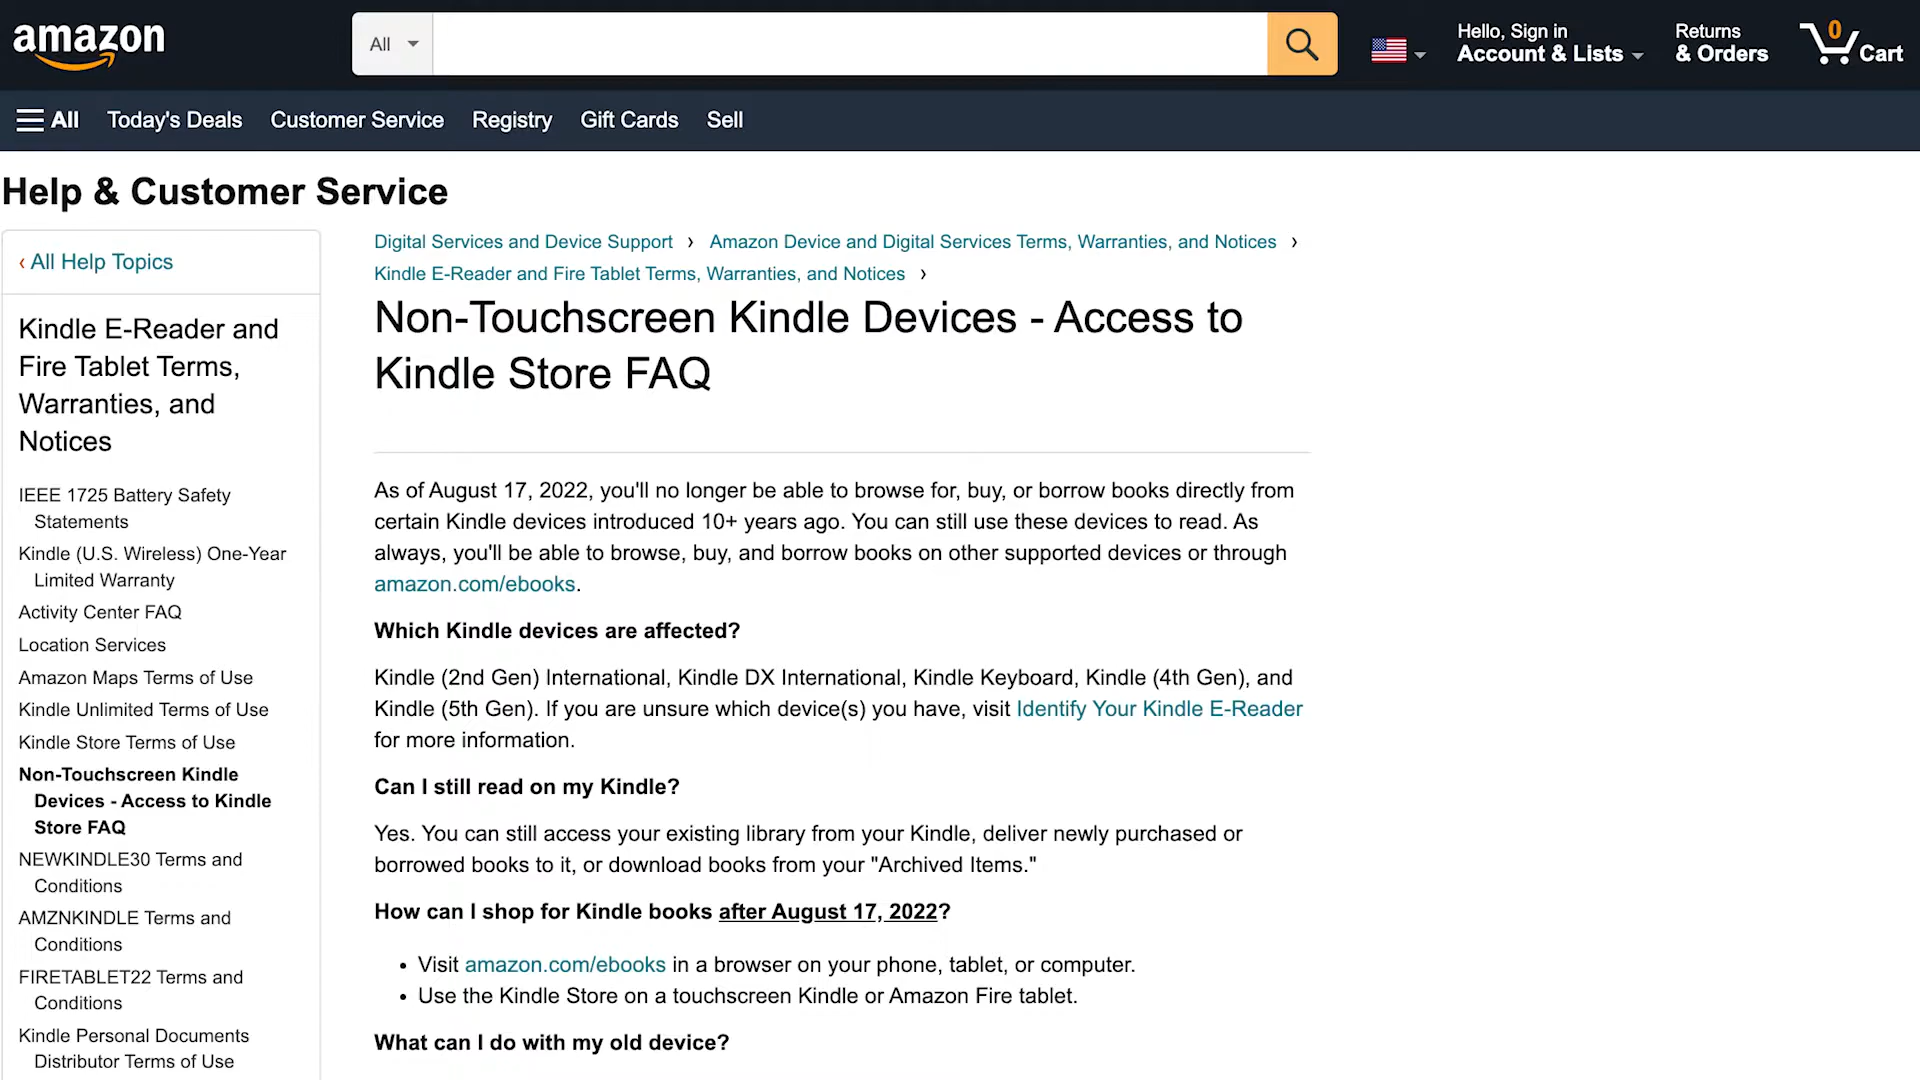 amazon
All
Hello, Sign in
Account & Lists
Returns
& Orders
0
Cart
All
Today's Deals
Customer Service
Registry
Gift Cards
Sell
Help & Customer Service
‹ All Help Topics
Kindle E-Reader and
Fire Tablet Terms,
Warranties, and
Notices
IEEE 1725 Battery Safety
Statements
Kindle (U.S. Wireless) One-Year
Limited Warranty
Activity Center FAQ
Location Services
Amazon Maps Terms of Use
Kindle Unlimited Terms of Use
Kindle Store Terms of Use
Non-Touchscreen Kindle
Devices - Access to Kindle
Store FAQ
NEWKINDLE30 Terms and
Conditions
AMZNKINDLE Terms and
Conditions
FIRETABLET22 Terms and
Conditions
Kindle Personal Documents
Distributor Terms of Use
Digital Services and Device Support › Amazon Device and Digital Services Terms, Warranties, and Notices ›
Kindle E-Reader and Fire Tablet Terms, Warranties, and Notices ›
Non-Touchscreen Kindle Devices - Access to
Kindle Store FAQ
As of August 17, 2022, you'll no longer be able to browse for, buy, or borrow books directly from
certain Kindle devices introduced 10+ years ago. You can still use these devices to read. As
always, you'll be able to browse, buy, and borrow books on other supported devices or through
amazon.com/ebooks.
Which Kindle devices are affected?
Kindle (2nd Gen) International, Kindle DX International, Kindle Keyboard, Kindle (4th Gen), and
Kindle (5th Gen). If you are unsure which device(s) you have, visit Identify Your Kindle E-Reader
for more information.
Can I still read on my Kindle?
Yes. You can still access your existing library from your Kindle, deliver newly purchased or
borrowed books to it, or download books from your "Archived Items."
How can I shop for Kindle books after August 17, 2022?
• Visit amazon.com/ebooks in a browser on your phone, tablet, or computer.
• Use the Kindle Store on a touchscreen Kindle or Amazon Fire tablet.
What can I do with my old device?